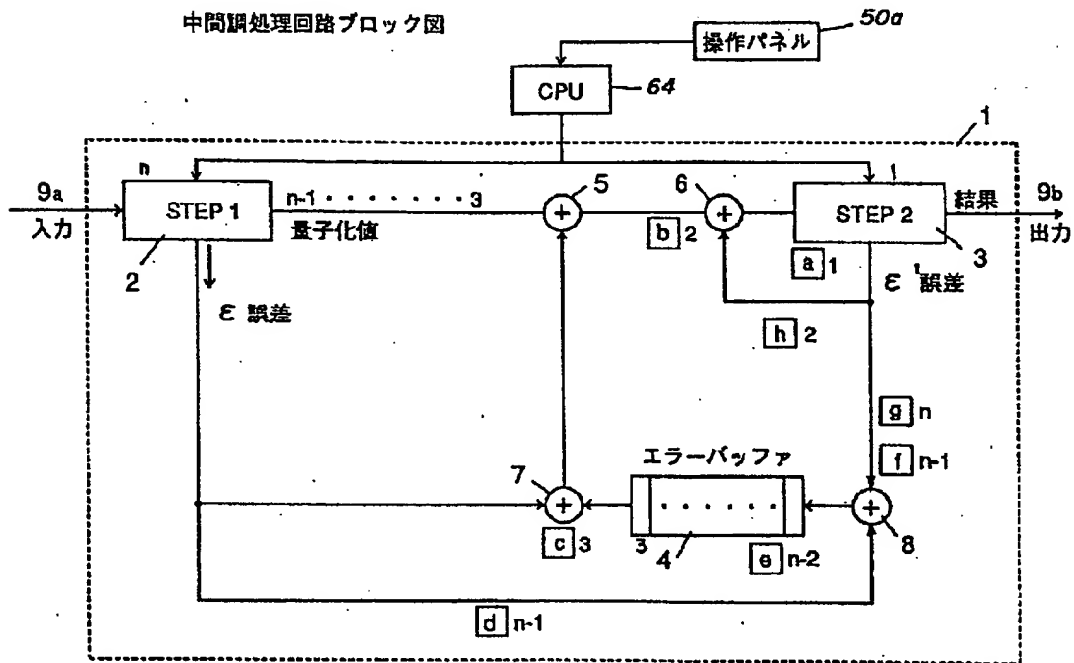 中間調処理回路ブロック図
50a
操作パネル
CPU
64
1
n
9a
入力
STEP 1
2
n-1 ・・・・・・・ 3
量子化値
5
6
b 2
1
STEP 2
a 1
結果
9b
出力
3
ε 誤差
ε' 誤差
h 2
g n
f n-1
エラーバッファ
7
c 3
3
4
e n-2
8
d n-1